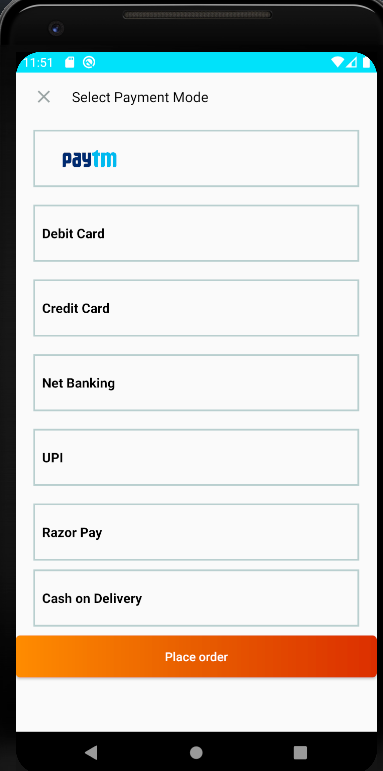 11:51
Select Payment Mode
paytm
Debit Card
Credit Card
Net Banking
UPI
Razor Pay
Cash on Delivery
Place order